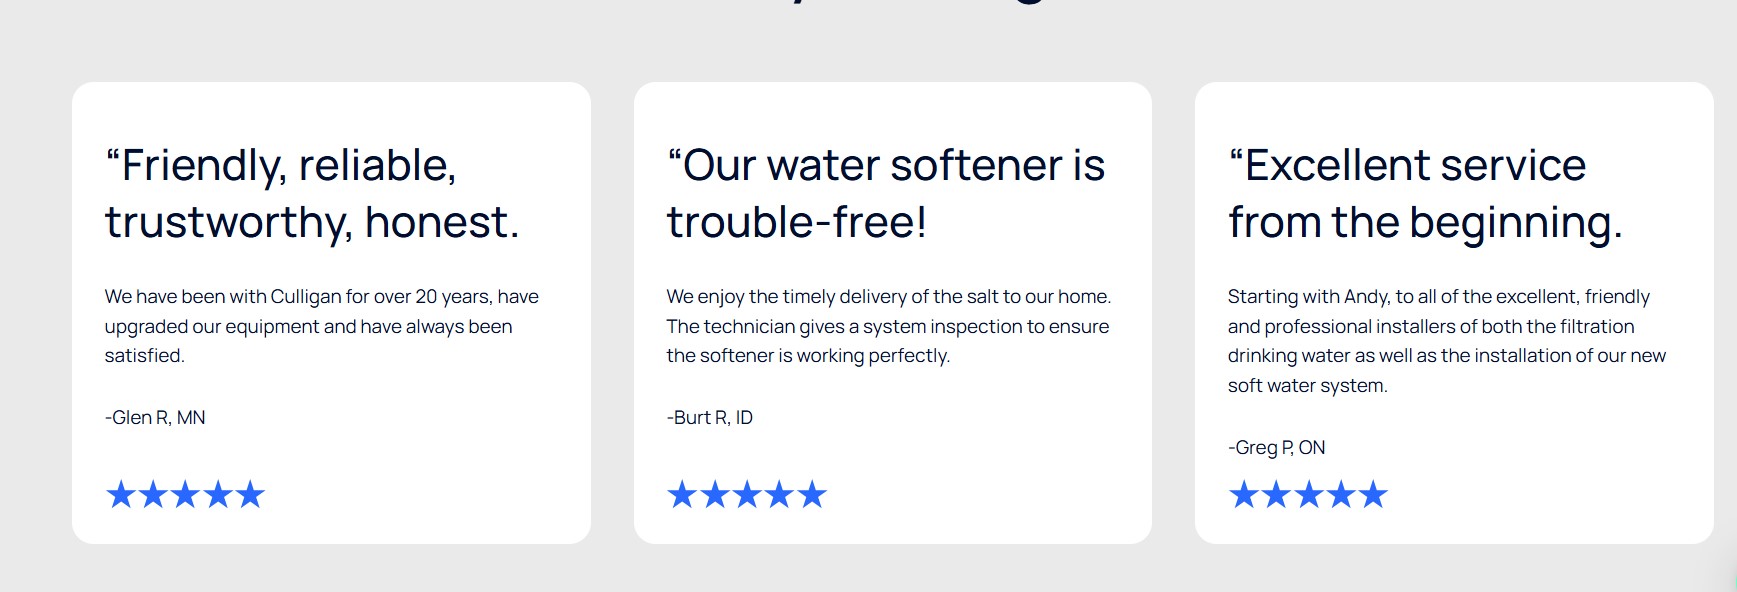 “Friendly, reliable,
trustworthy, honest.
We have been with Culligan for over 20 years, have
upgraded our equipment and have always been
satisfied.
-Glen R, MN
★★★★★
“Our water softener is
trouble-free!
We enjoy the timely delivery of the salt to our home.
The technician gives a system inspection to ensure
the softener is working perfectly.
-Burt R, ID
★★★★★
“Excellent service
from the beginning.
Starting with Andy, to all of the excellent, friendly
and professional installers of both the filtration
drinking water as well as the installation of our new
soft water system.
-Greg P, ON
★★★★★